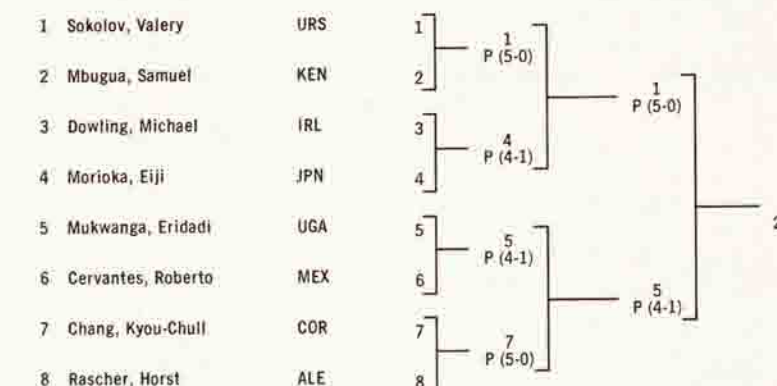 1 Sokolov, Valery URS 1
1
P (5-0)
2 Mbugua, Samuel KEN 2
1
P (5-0)
3 Dowling, Michael IRL 3
4
P (4-1)
4 Morioka, Eiji JPN 4
2
5 Mukwanga, Eridadi UGA 5
5
P (4-1)
6 Cervantes, Roberto MEX 6
5
P (4-1)
7 Chang, Kyou-Chull COR 7
7
P (5-0)
8 Rascher, Horst ALE 8